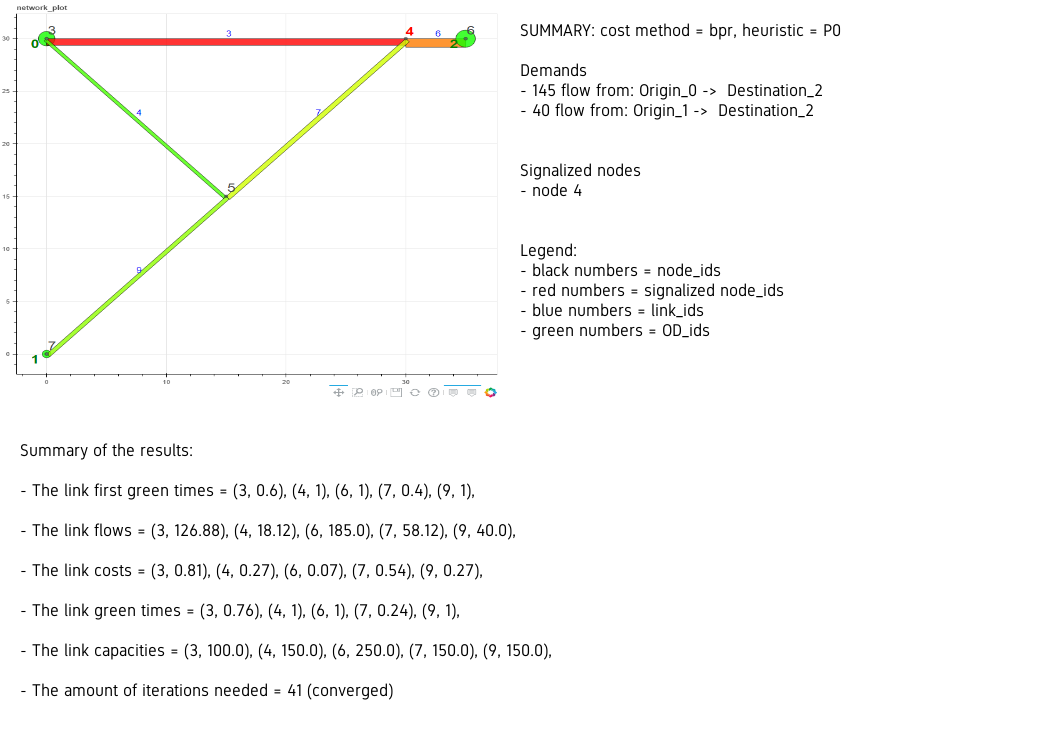 network_plot
3
3
4
6
6
0
2
30
25
4
7
20
5
15
10
9
5
7
0
1
0
10
20
30
SUMMARY: cost method = bpr, heuristic = P0
Demands
- 145 flow from: Origin_0 -> Destination_2
- 40 flow from: Origin_1 -> Destination_2
Signalized nodes
- node 4
Legend:
- black numbers = node_ids
- red numbers = signalized node_ids
- blue numbers = link_ids
- green numbers = OD_ids
Summary of the results:
- The link first green times = (3, 0.6), (4, 1), (6, 1), (7, 0.4), (9, 1),
- The link flows = (3, 126.88), (4, 18.12), (6, 185.0), (7, 58.12), (9, 40.0),
- The link costs = (3, 0.81), (4, 0.27), (6, 0.07), (7, 0.54), (9, 0.27),
- The link green times = (3, 0.76), (4, 1), (6, 1), (7, 0.24), (9, 1),
- The link capacities = (3, 100.0), (4, 150.0), (6, 250.0), (7, 150.0), (9, 150.0),
- The amount of iterations needed = 41 (converged)